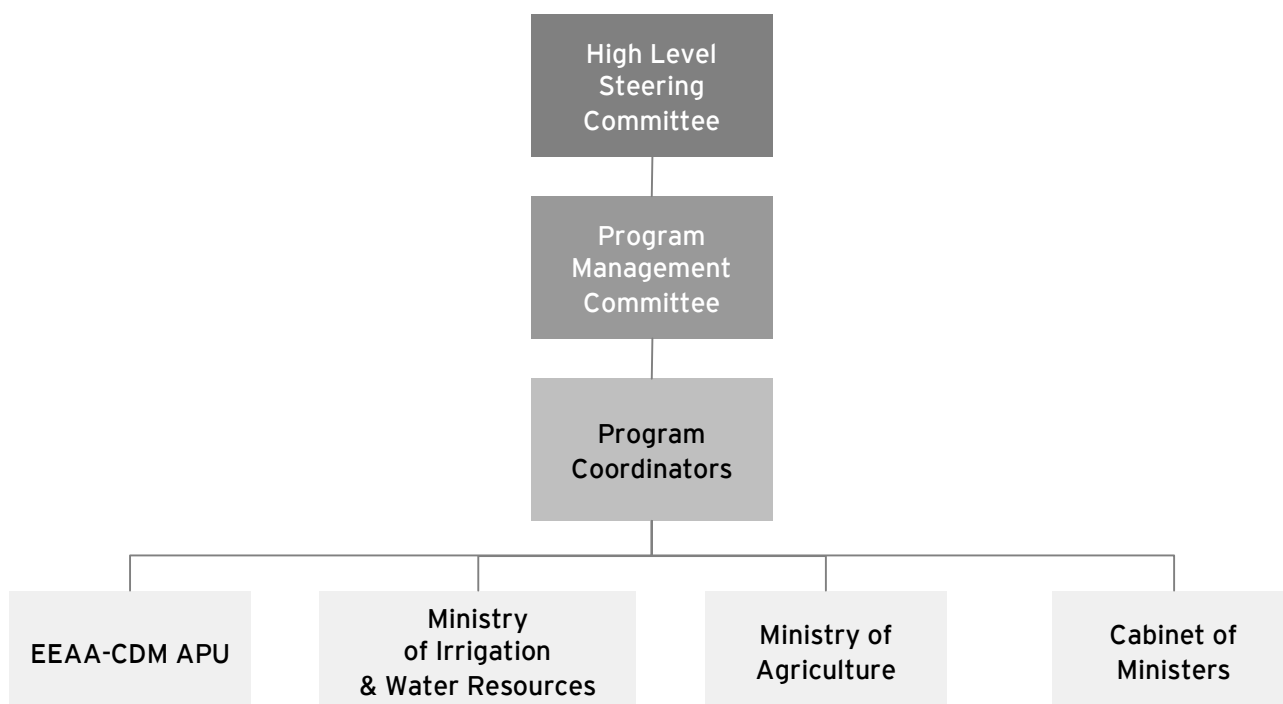 High Level
Steering
Committee
Program
Management
Committee
Program
Coordinators
EEAA-CDM APU
Ministry
of Irrigation
& Water Resources
Ministry of
Agriculture
Cabinet of
Ministers